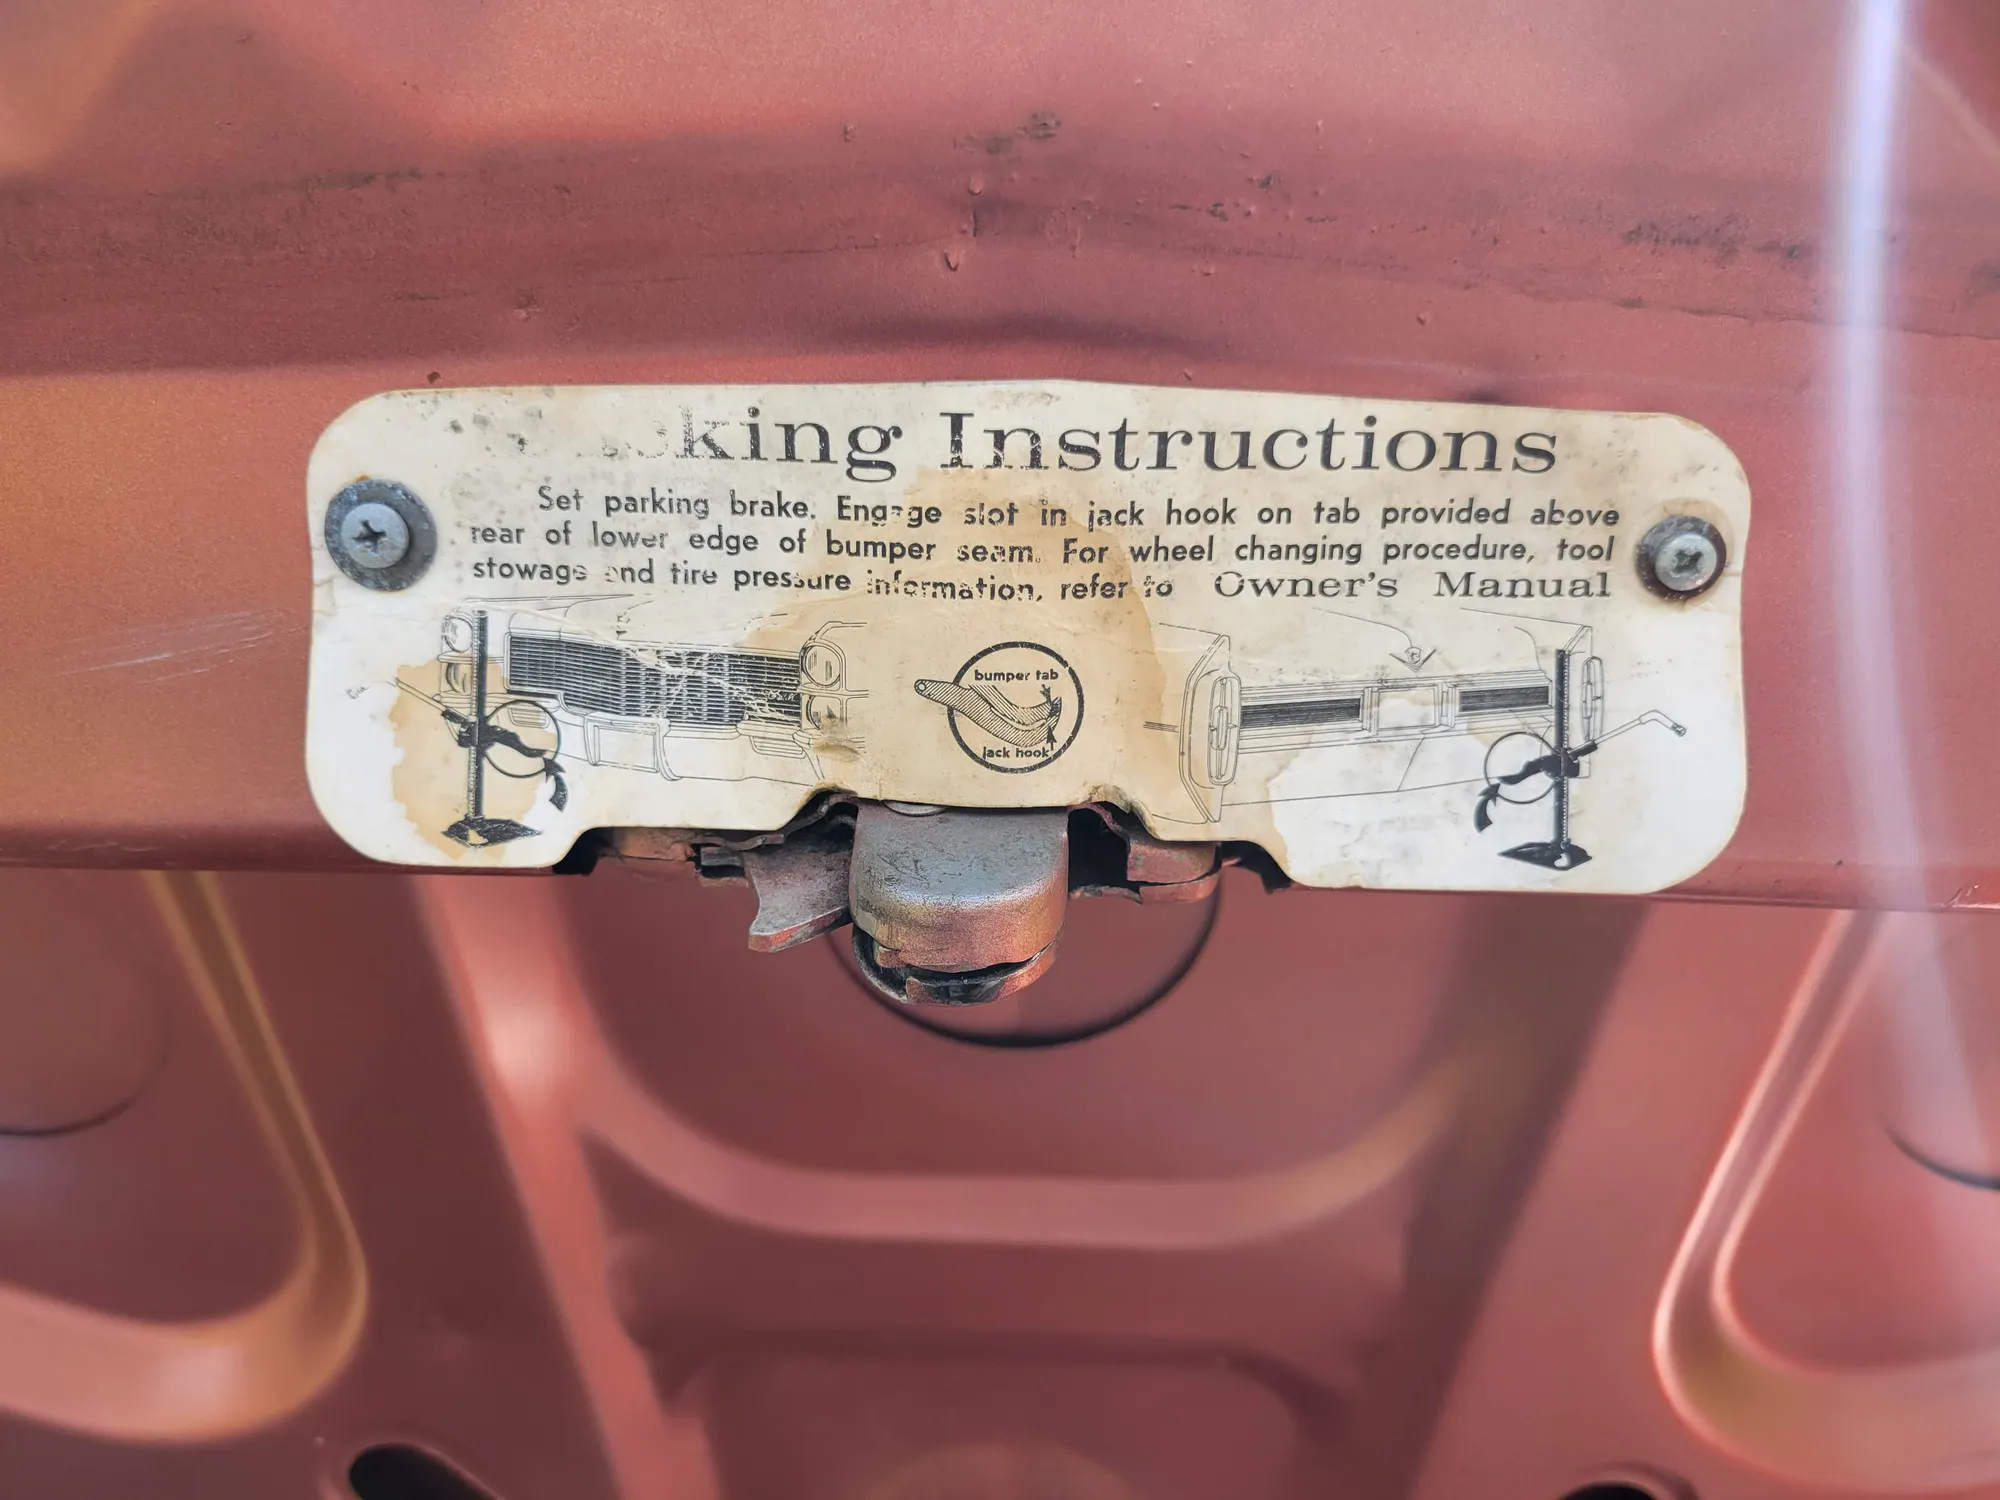 king Instructions
Set parking brake. Engage slot in jack hook on tab provided above
rear of lower edge of bumper seam. For wheel changing procedure, tool
stowage and tire pressure information, refer to Owner's Manual
bumper tab
jack hook